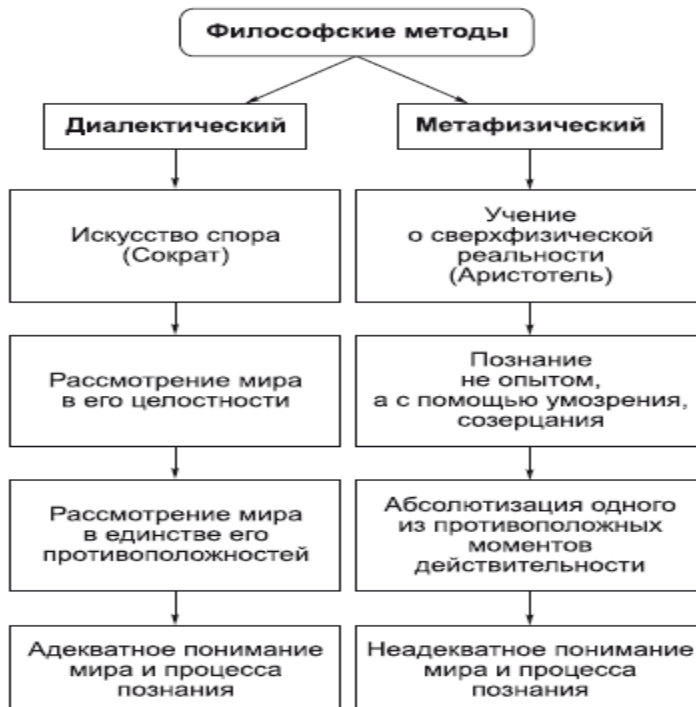 Философские методы
Диалектический
Метафизический
Искусство спора
(Сократ)
Учение
о сверхфизической
реальности
(Аристотель)
Рассмотрение мира
в его целостности
Познание
не опытом,
а с помощью умозрения,
созерцания
Рассмотрение мира
в единстве его
противоположностей
Абсолютизация одного
из противоположных
моментов
действительности
Адекватное понимание
мира и процесса
познания
Неадекватное понимание
мира и процесса
познания